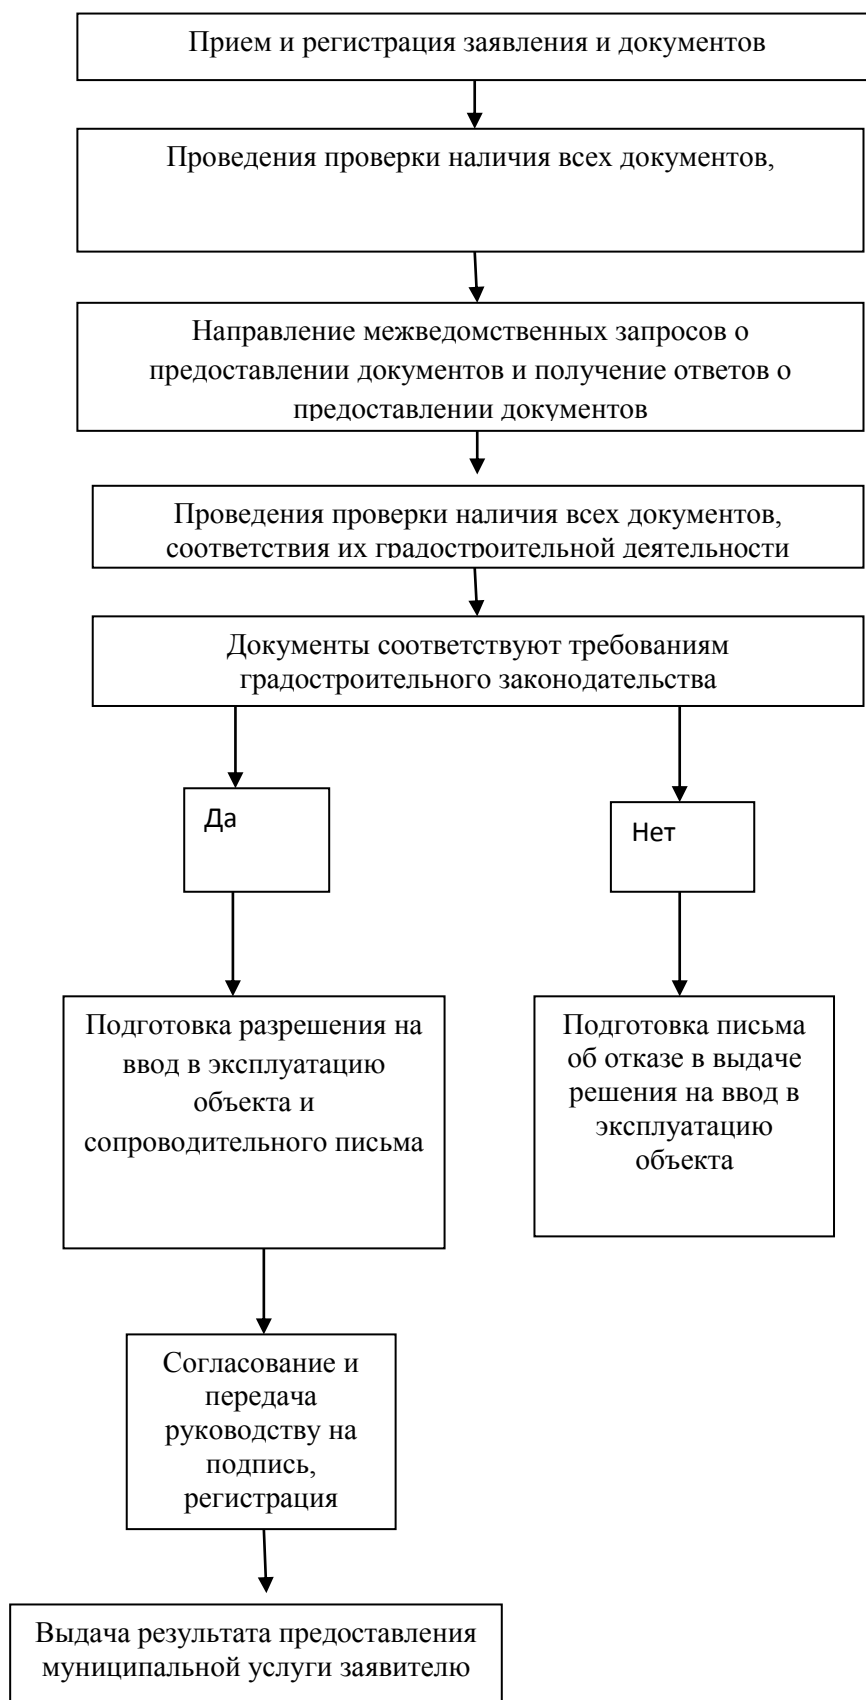 Прием и регистрация заявления и документов
Проведения проверки наличия всех документов,
Направление межведомственных запросов о
предоставлении документов и получение ответов о
предоставлении документов
Проведения проверки наличия всех документов,
соответствия их градостроительной деятельности
Документы соответствуют требованиям
градостроительного законодательства
Да
Нет
Подготовка разрешения на
ввод в эксплуатацию
объекта и
сопроводительного письма
Подготовка письма
об отказе в выдаче
решения на ввод в
эксплуатацию
объекта
Согласование и
передача
руководству на
подпись,
регистрация
Выдача результата предоставления
муниципальной услуги заявителю